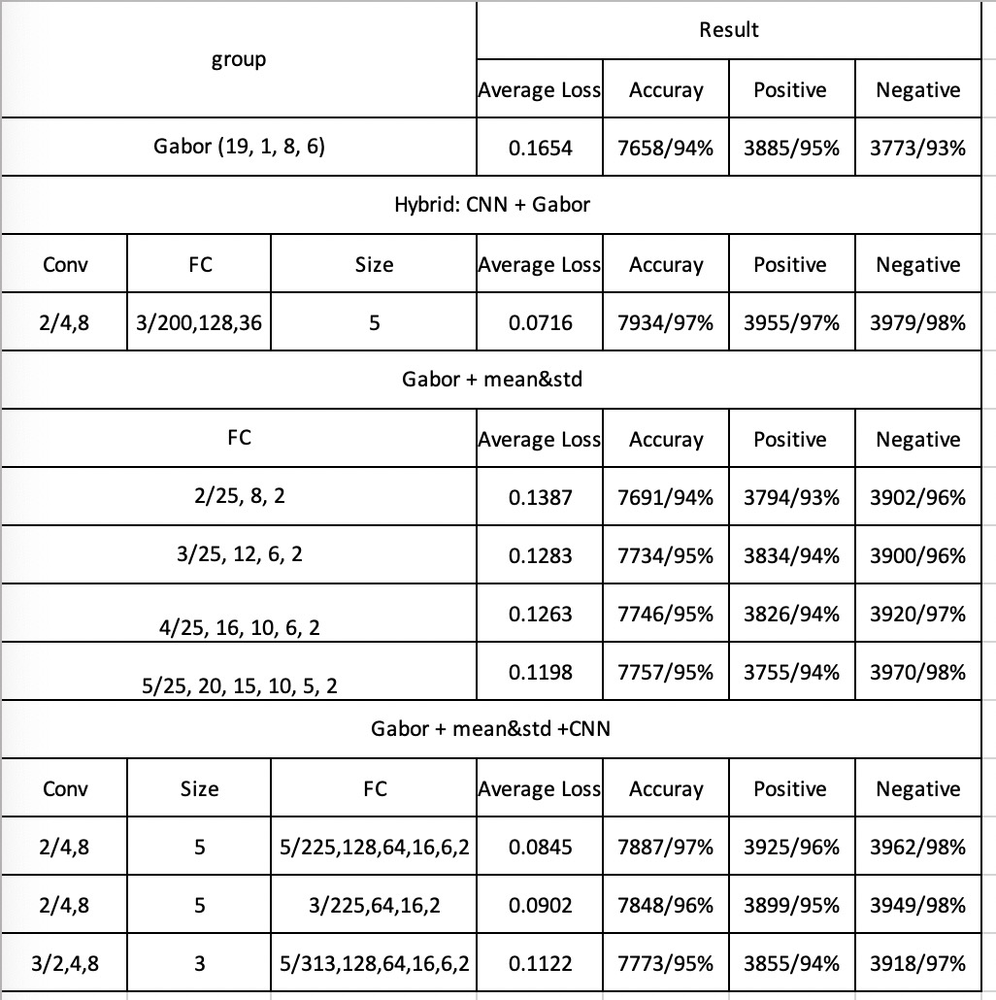 group
Result
Average Loss Accuray Positive Negative
Gabor (19, 1, 8, 6) 0.1654 7658/94% 3885/95% 3773/93%
Hybrid: CNN + Gabor
Conv FC Size Average Loss Accuray Positive Negative
2/4,8 3/200,128,36 5 0.0716 7934/97% 3955/97% 3979/98%
Gabor + mean&std
FC Average Loss Accuray Positive Negative
2/25, 8, 2 0.1387 7691/94% 3794/93% 3902/96%
3/25, 12, 6, 2 0.1283 7734/95% 3834/94% 3900/96%
4/25, 16, 10, 6, 2 0.1263 7746/95% 3826/94% 3920/97%
5/25, 20, 15, 10, 5, 2 0.1198 7757/95% 3755/94% 3970/98%
Gabor + mean&std +CNN
Conv Size FC Average Loss Accuray Positive Negative
2/4,8 5 5/225,128,64,16,6,2 0.0845 7887/97% 3925/96% 3962/98%
2/4,8 5 3/225,64,16,2 0.0902 7848/96% 3899/95% 3949/98%
3/2,4,8 3 5/313,128,64,16,6,2 0.1122 7773/95% 3855/94% 3918/97%